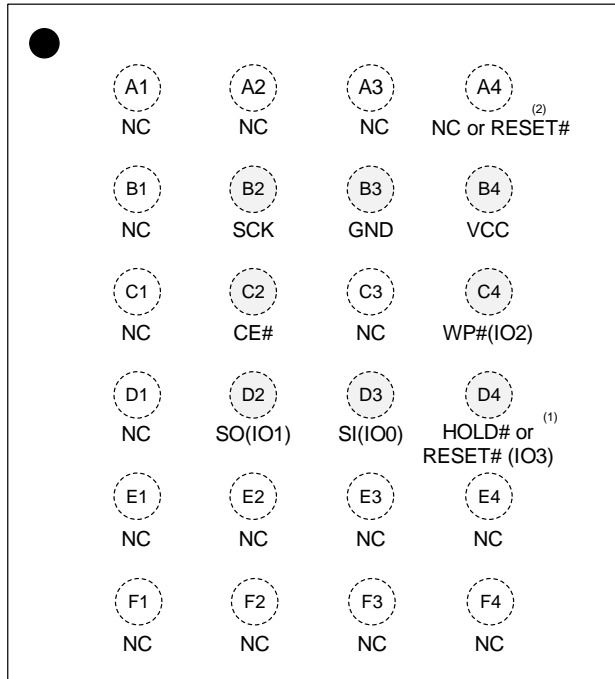 A1 A2 A3 A4
NC NC NC NC or RESET# (2)
B1 B2 B3 B4
NC SCK GND VCC
C1 C2 C3 C4
NC CE# NC WP#(IO2)
D1 D2 D3 D4
NC SO(IO1) SI(IO0) HOLD# or (1)
RESET# (IO3)
E1 E2 E3 E4
NC NC NC NC
F1 F2 F3 F4
NC NC NC NC